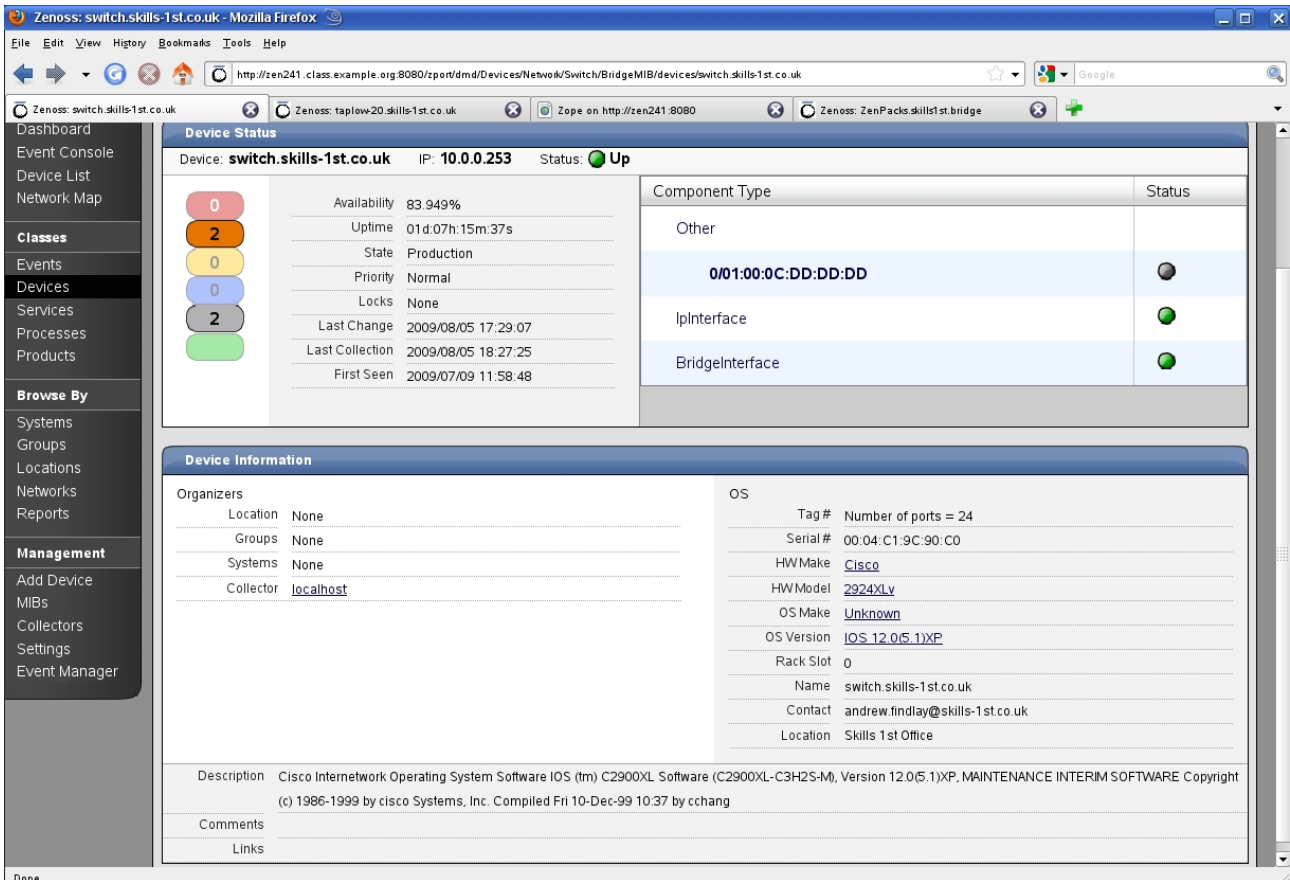 Zenoss: switch.skills-1st.co.uk - Mozilla Firefox
File Edit View History Bookmarks Tools Help
http://zen241.class.example.org:8080/zport/dmd/Devices/Network/Switch/BridgeMIB/devices/switch.skills-1st.co.uk
Google
Zenoss: switch.skills-1st.co.uk
Zenoss: taplow-20.skills-1st.co.uk
Zope on http://zen241:8080
Zenoss: ZenPacks.skills1st.bridge
Dashboard
Event Console
Device List
Network Map
Classes
Events
Devices
Services
Processes
Products
Browse By
Systems
Groups
Locations
Networks
Reports
Management
Add Device
MIBs
Collectors
Settings
Event Manager
Device Status
Device: switch.skills-1st.co.uk IP: 10.0.0.253 Status: Up
0
2
0
0
2
Availability 83.949%
Uptime 01d:07h:15m:37s
State Production
Priority Normal
Locks None
Last Change 2009/08/05 17:29:07
Last Collection 2009/08/05 18:27:25
First Seen 2009/07/09 11:58:48
Component Type Status
Other
0/01:00:0C:DD:DD:DD
IpInterface
BridgeInterface
Device Information
Organizers
Location None
Groups None
Systems None
Collector localhost
OS
Tag # Number of ports = 24
Serial # 00:04:C1:9C:90:C0
HW Make Cisco
HW Model 2924XLv
OS Make Unknown
OS Version IOS 12.0(5.1)XP
Rack Slot 0
Name switch.skills-1st.co.uk
Contact andrew.findlay@skills-1st.co.uk
Location Skills 1st Office
Description Cisco Internetwork Operating System Software IOS (tm) C2900XL Software (C2900XL-C3H2S-M), Version 12.0(5.1)XP, MAINTENANCE INTERIM SOFTWARE Copyright
(c) 1986-1999 by cisco Systems, Inc. Compiled Fri 10-Dec-99 10:37 by cchang
Comments
Links
Done